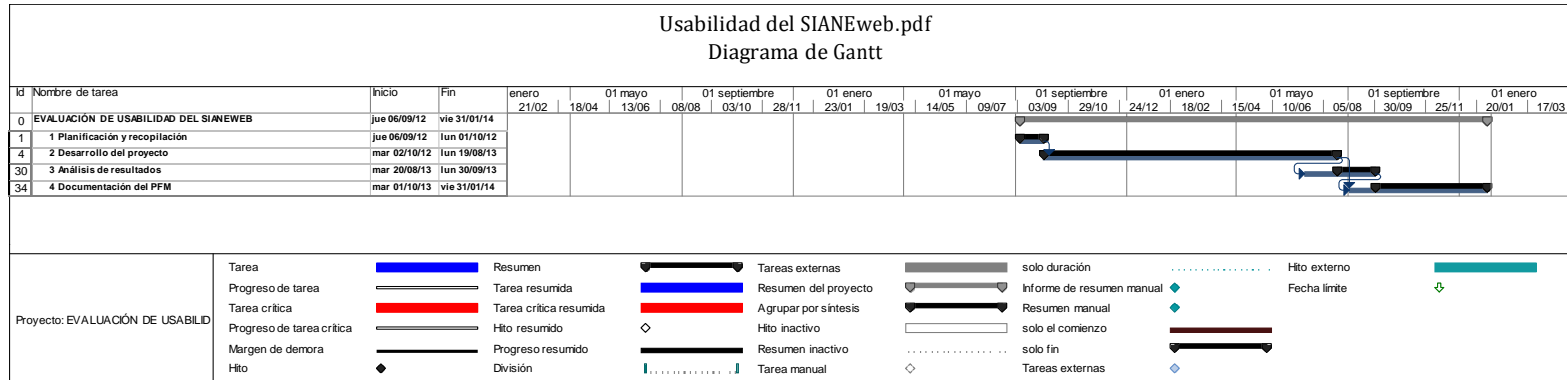 Usabilidad del SIANEweb.pdf
Diagrama de Gantt
Id Nombre de tarea Inicio Fin enero 01 mayo 01 septiembre 01 enero 01 mayo 01 septiembre 01 enero 01 mayo 01 septiembre 01 enero
21/02 18/04 13/06 08/08 03/10 28/11 23/01 19/03 14/05 09/07 03/09 29/10 24/12 18/02 15/04 10/06 05/08 30/09 25/11 20/01 17/03
0 EVALUACIÓN DE USABILIDAD DEL SIANEWEB jue 06/09/12 vie 31/01/14
1 1 Planificación y recopilación jue 06/09/12 lun 01/10/12
4 2 Desarrollo del proyecto mar 02/10/12 lun 19/08/13
30 3 Análisis de resultados mar 20/08/13 lun 30/09/13
34 4 Documentación del PFM mar 01/10/13 vie 31/01/14
Proyecto: EVALUACIÓN DE USABILID
Tarea
Progreso de tarea
Tarea crítica
Progreso de tarea crítica
Margen de demora
Hito
Resumen
Tarea resumida
Tarea crítica resumida
Hito resumido
Progreso resumido
División
Tareas externas
Resumen del proyecto
Agrupar por síntesis
Hito inactivo
Resumen inactivo
Tarea manual
solo duración
Informe de resumen manual
Resumen manual
solo el comienzo
solo fin
Tareas externas
Hito externo
Fecha límite